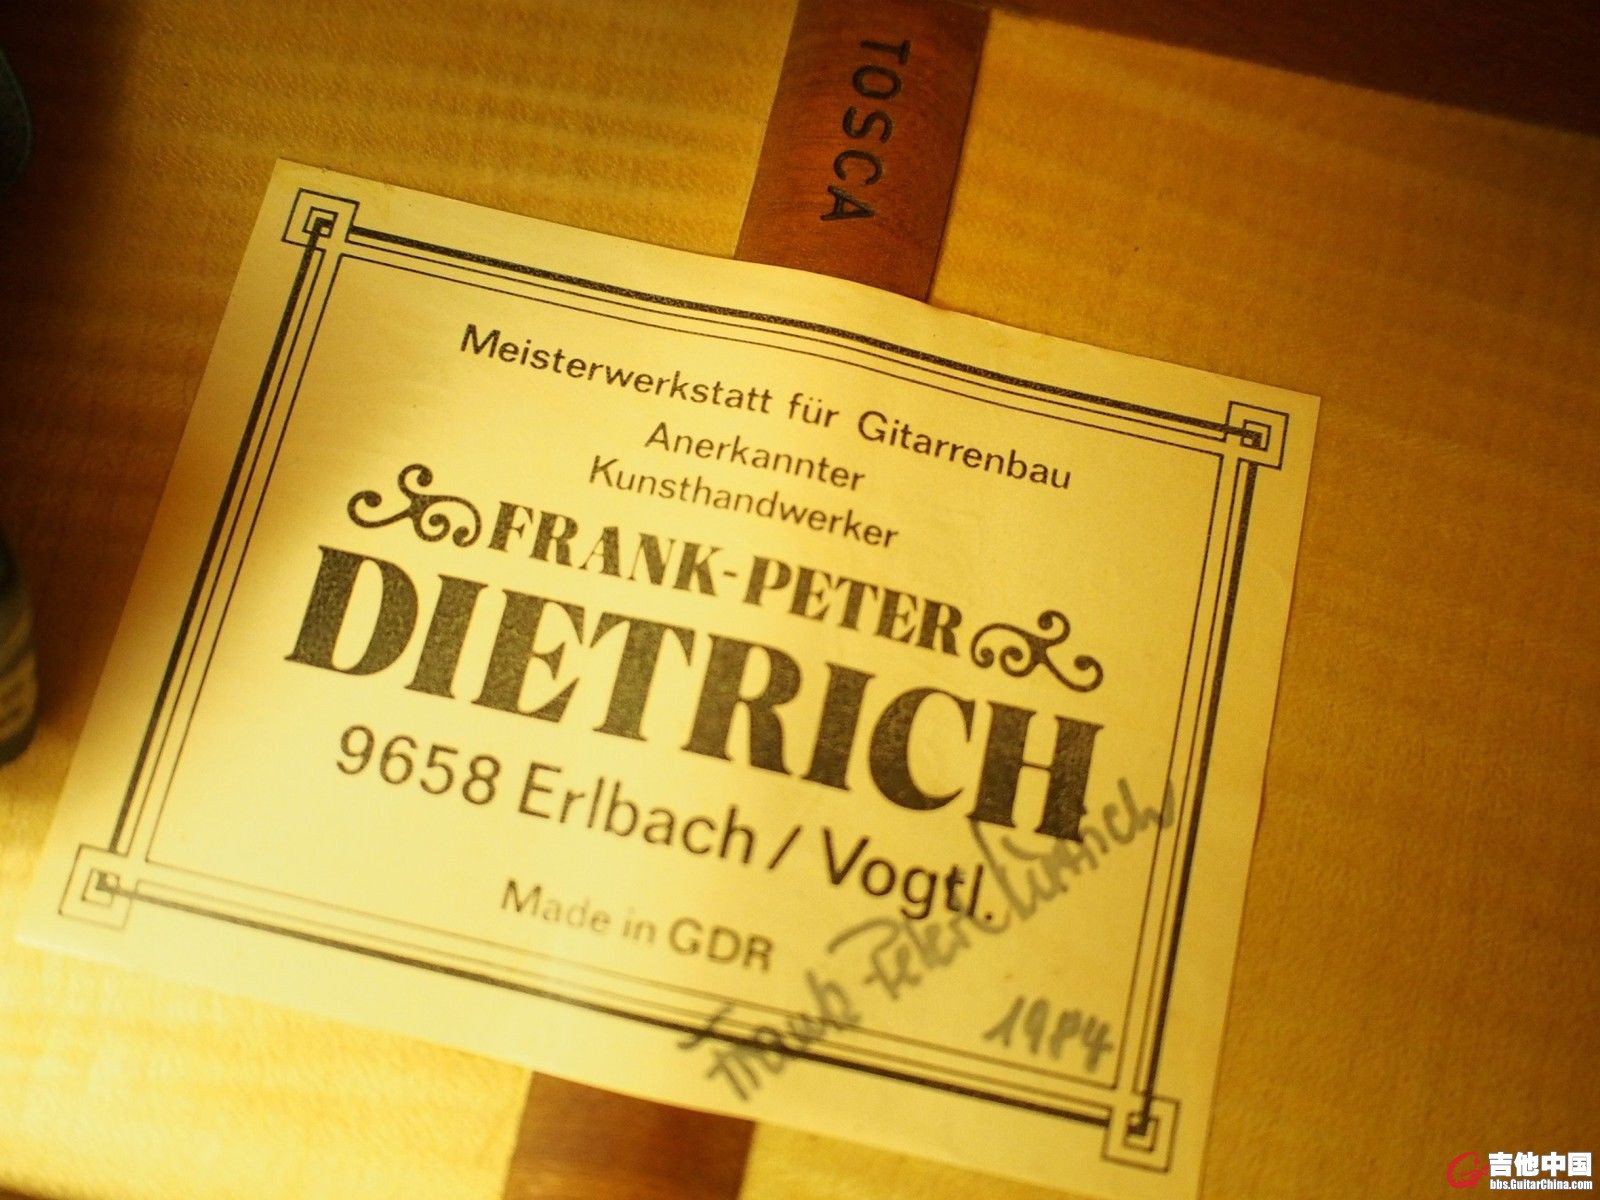 TOSCA
Meisterwerkstatt für Gitarrenbau
Anerkannter
Kunsthandwerker
FRANK-PETER
DIETRICH
9658 Erlbach / Vogtl.
Made in GDR
Frank-Peter Dietrich
1984
吉他中国
bbs.GuitarChina.com